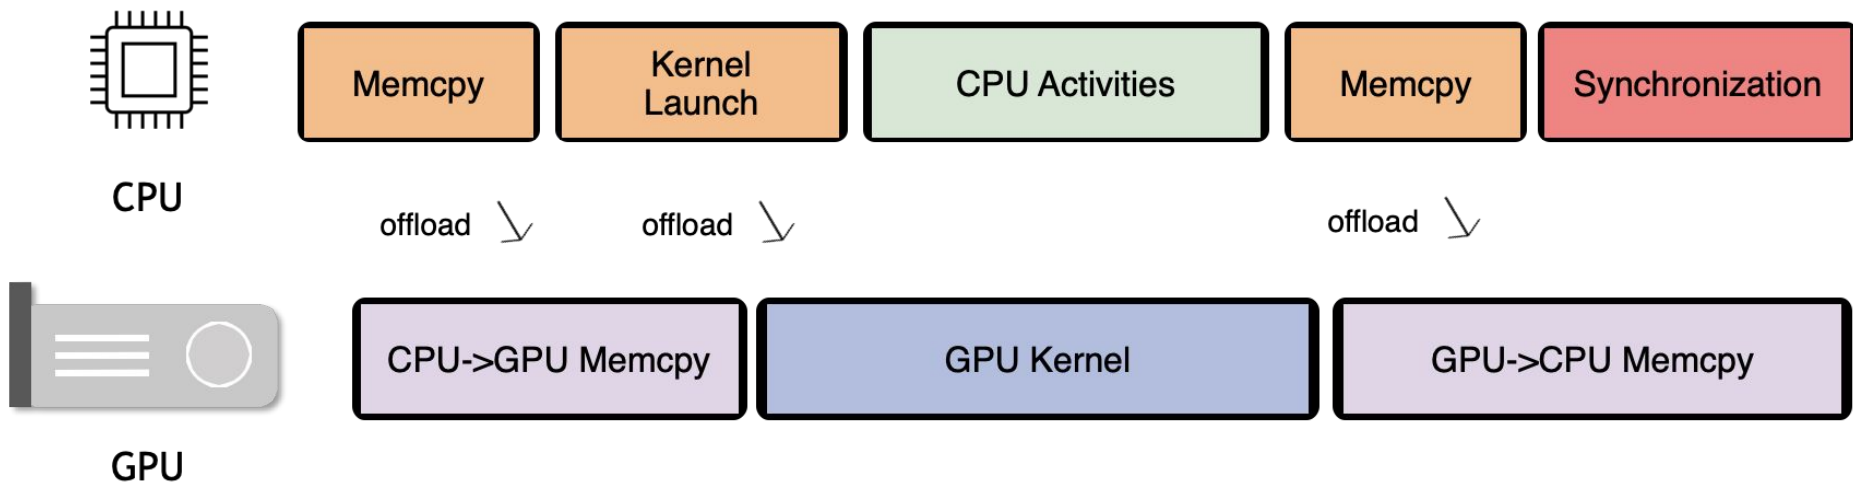 Memcpy
Kernel
Launch
CPU Activities
Memcpy
Synchronization
CPU
offload
offload
offload
CPU->GPU Memcpy
GPU Kernel
GPU->CPU Memcpy
GPU